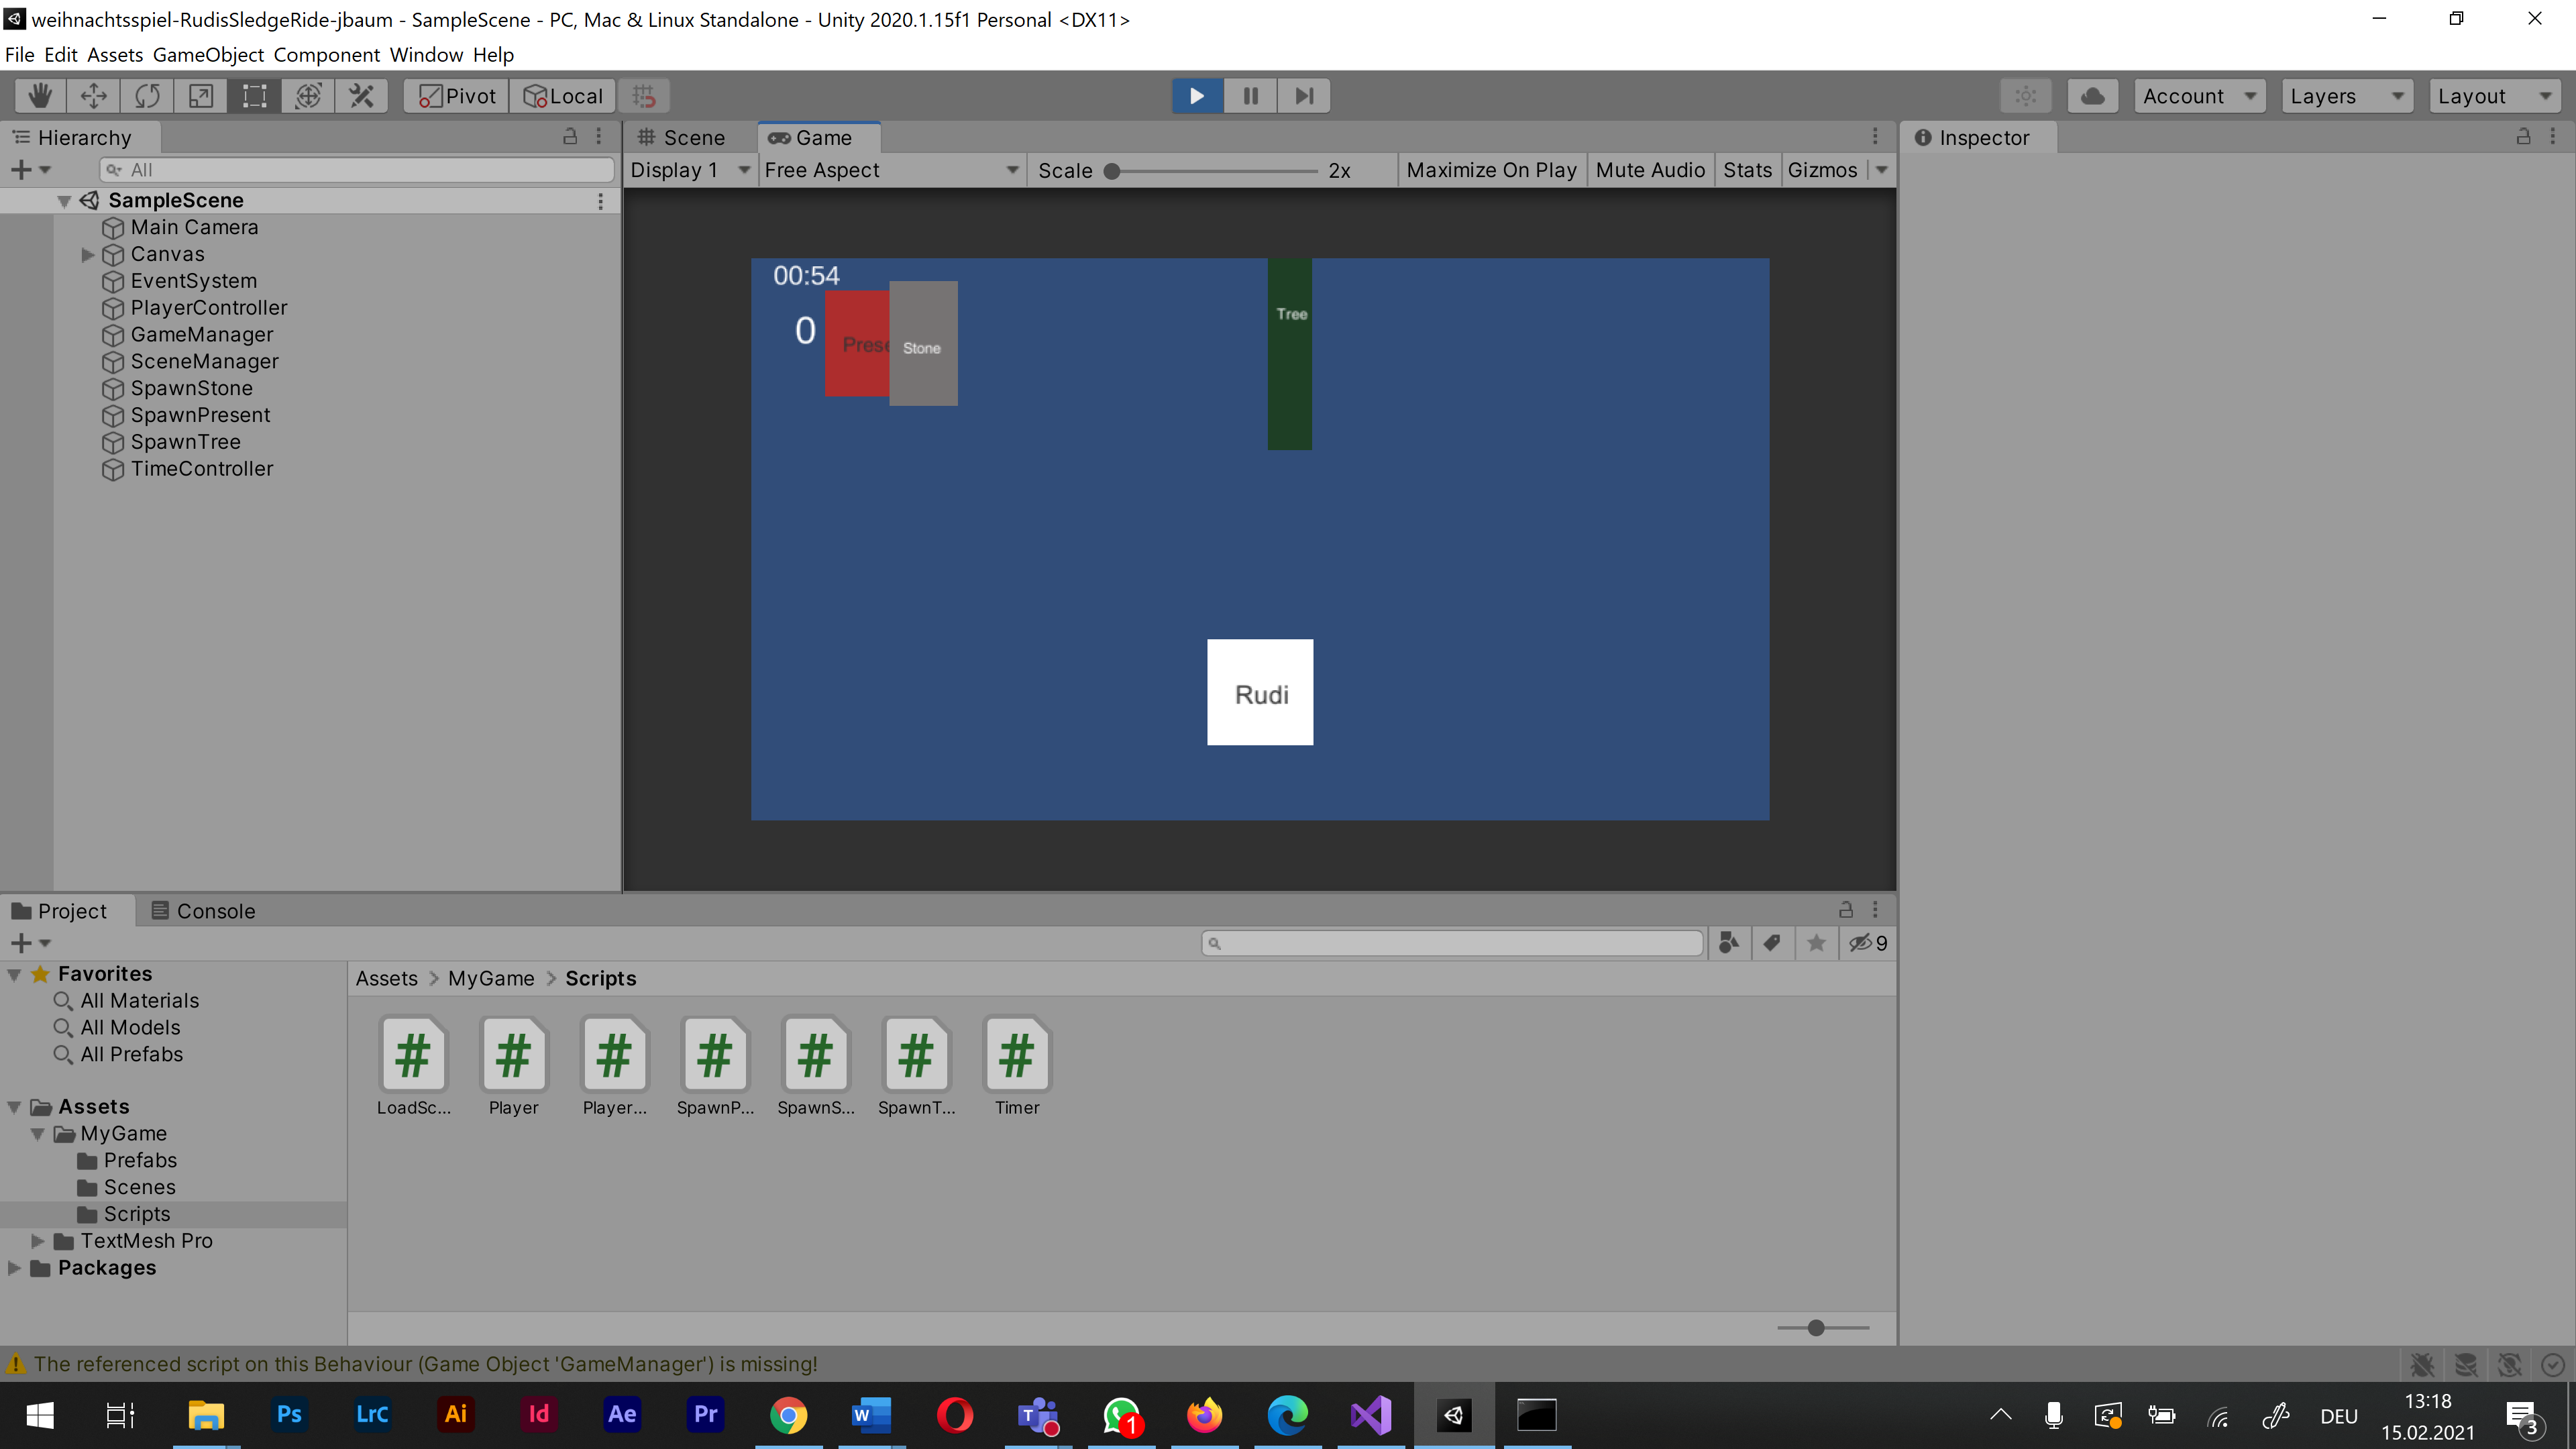 weihnachtsspiel-RudisSledgeRide-jbaum - SampleScene - PC, Mac & Linux Standalone - Unity 2020.1.15f1 Personal <DX11>
File Edit Assets GameObject Component Window Help
Pivot Local Account Layers Layout
Hierarchy Scene Game Inspector
All Display 1 Free Aspect Scale 2x Maximize On Play Mute Audio Stats Gizmos
SampleScene
Main Camera
Canvas
EventSystem
PlayerController
GameManager
SceneManager
SpawnStone
SpawnPresent
SpawnTree
TimeController
00:54
Tree
0
Prese
Stone
Rudi
Project Console
9
Favorites
All Materials
All Models
All Prefabs
Assets
MyGame
Prefabs
Scenes
Scripts
TextMesh Pro
Packages
Assets > MyGame > Scripts
# # # # # # #
LoadSc... Player Player... SpawnP... SpawnS... SpawnT... Timer
The referenced script on this Behaviour (Game Object 'GameManager') is missing!
Ps LrC Ai Id Ae Pr W T 1 DEU
13:18
15.02.2021
3